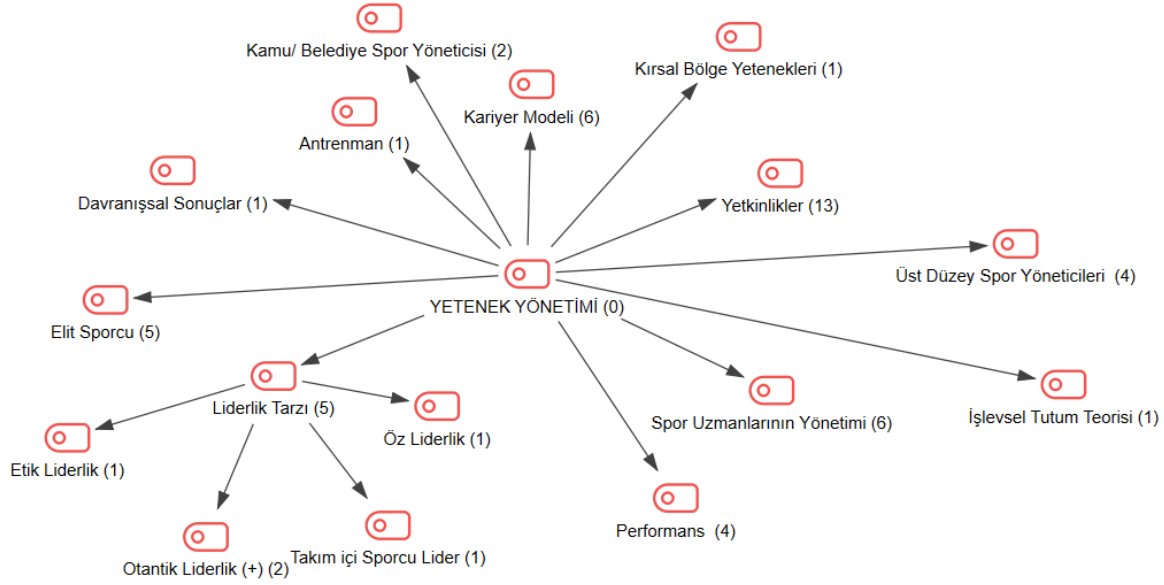 Kamu/ Belediye Spor Yöneticisi (2)
Kırsal Bölge Yetenekleri (1)
Kariyer Modeli (6)
Antrenman (1)
Davranışsal Sonuçlar (1)
Yetkinlikler (13)
Üst Düzey Spor Yöneticileri (4)
YETENEK YÖNETİMİ (0)
Elit Sporcu (5)
Liderlik Tarzı (5)
Spor Uzmanlarının Yönetimi (6)
İşlevsel Tutum Teorisi (1)
Öz Liderlik (1)
Etik Liderlik (1)
Performans (4)
Takım içi Sporcu Lider (1)
Otantik Liderlik (+) (2)